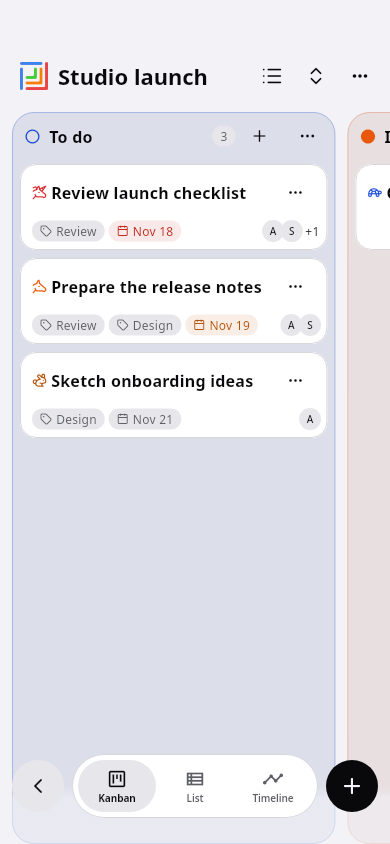 Studio launch
To do
3
Review launch checklist
Review
Nov 18
A
S
+1
Prepare the release notes
Review
Design
Nov 19
A
S
Sketch onboarding ideas
Design
Nov 21
A
Kanban
List
Timeline